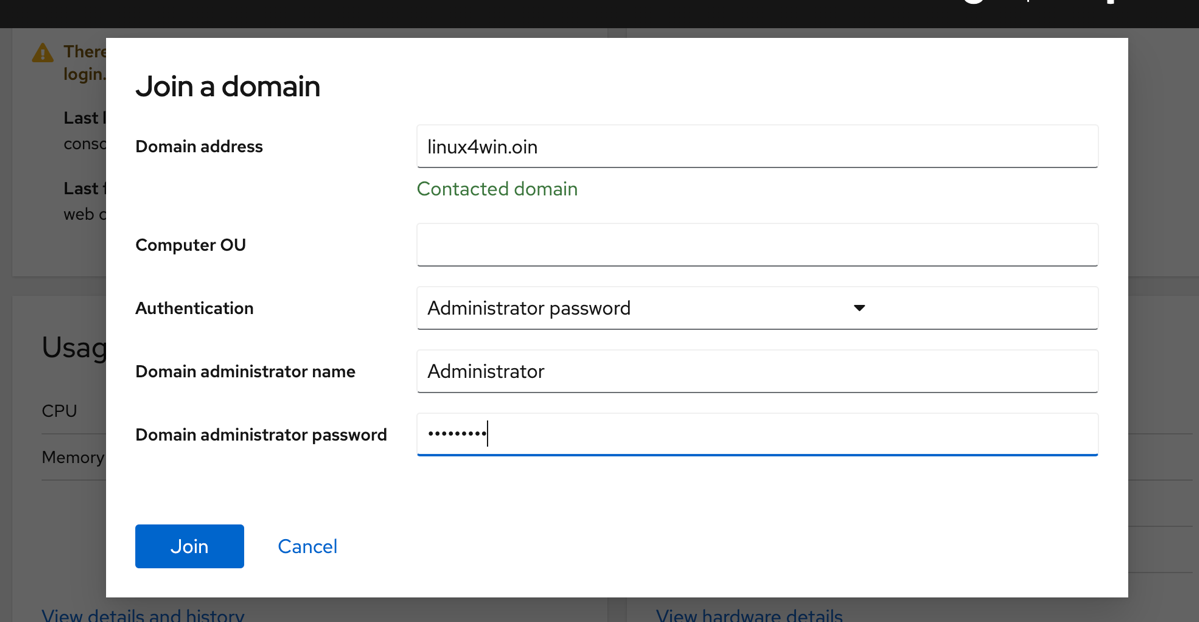 There
login.
Last l
consc
Last f
web c
Usag
CPU
Memory
View details and history
View hardware details
Join a domain
Domain address
linux4win.oin
Contacted domain
Computer OU
Authentication
Administrator password
Domain administrator name
Administrator
Domain administrator password
•••••••••
Join
Cancel